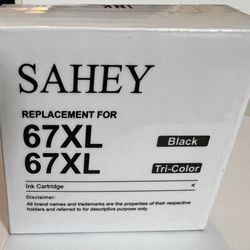 INK
SAHEY
REPLACEMENT FOR
67XL Black
67XL Tri-Color
Ink Cartridge
Disclaimer:
All brand names and trademarks are the properties of their respective
holders and referred to for descriptive purpose only.